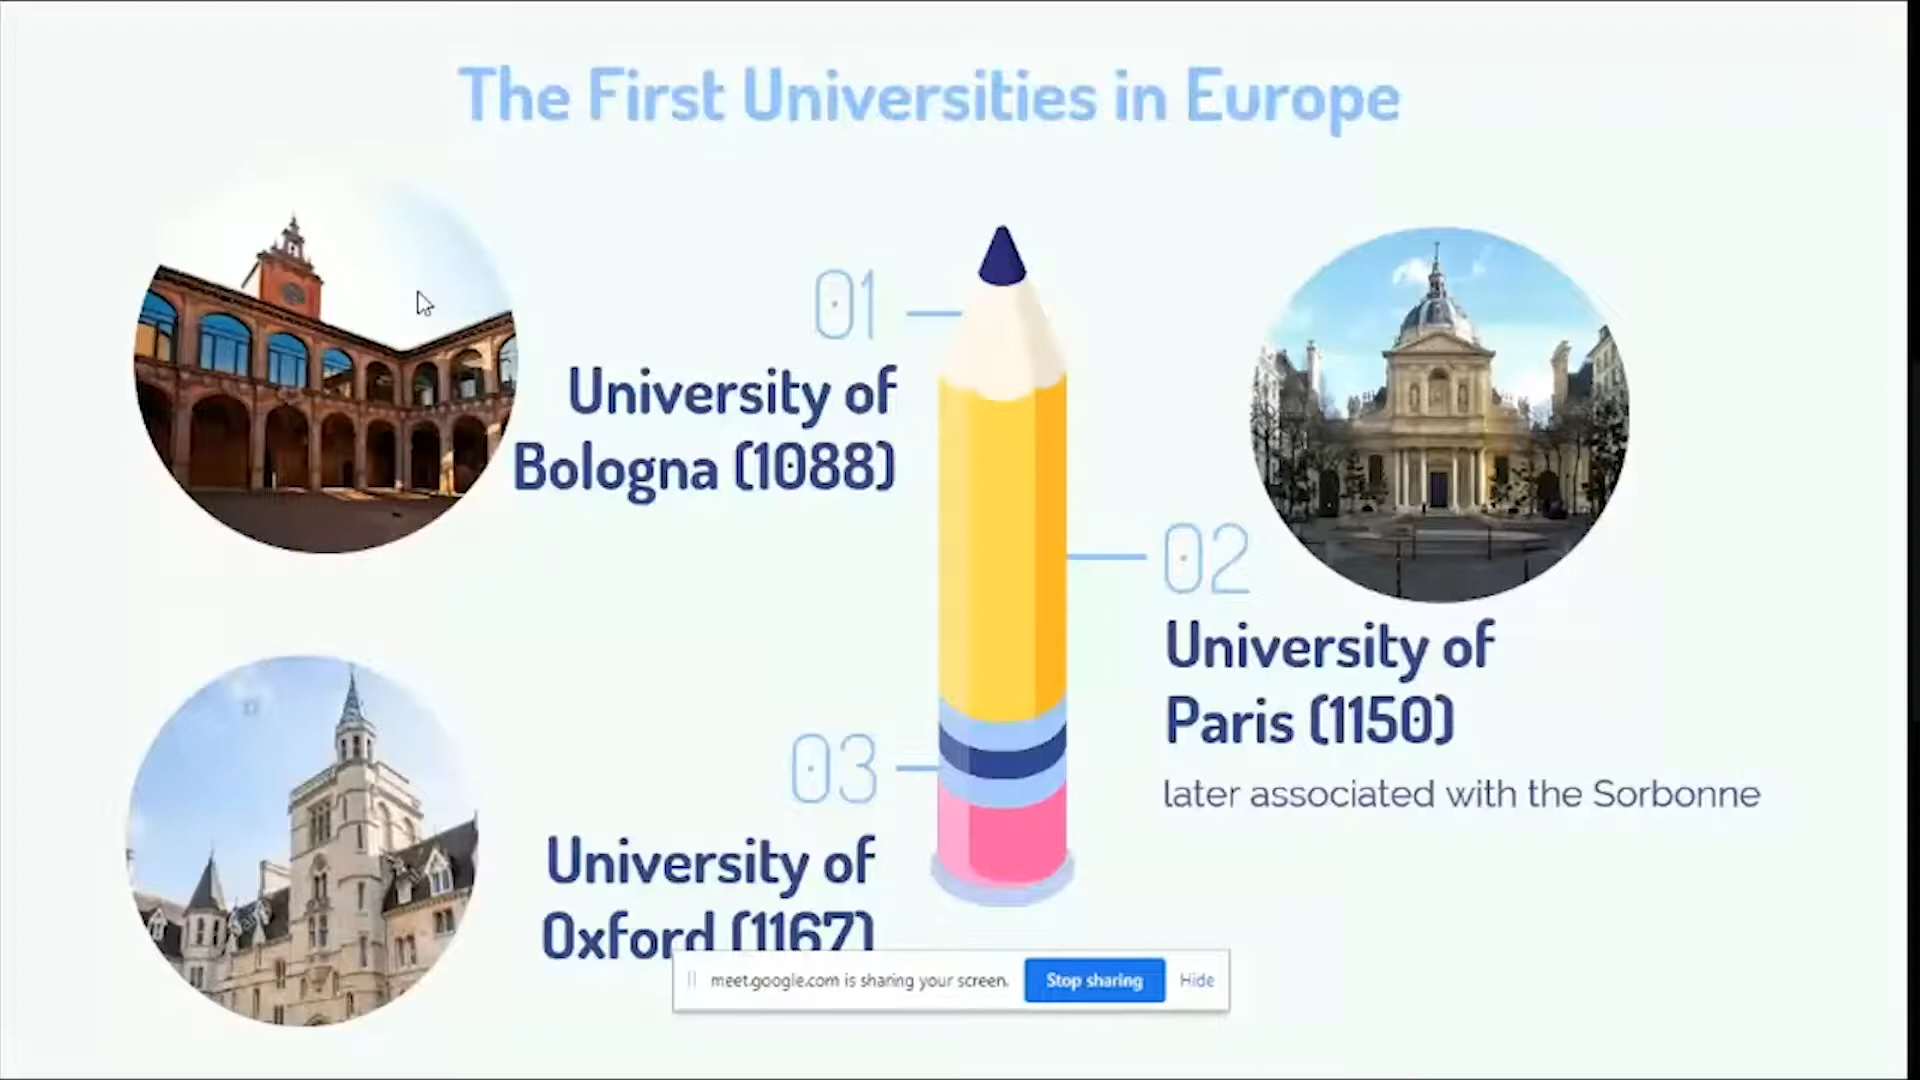 The First Universities in Europe
01
University of
Bologna (1088)
02
University of
Paris (1150)
later associated with the Sorbonne
03
University of
Oxford (1167)
meet.google.com is sharing your screen.
Stop sharing
Hide